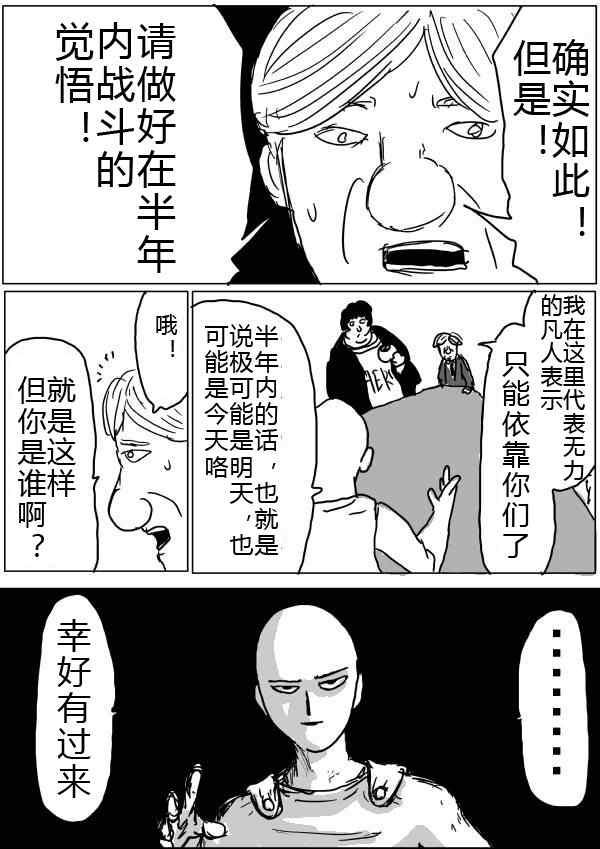 确实如此！
但是！
请做好在半年
内战斗的
觉悟！
我在这里代表无力
的凡人表示
只能依靠你们了
半年内的话，也就是
说极可能是明天，也
可能是今天咯
哦！
就是这样
但你是谁啊？
········
幸好有过来